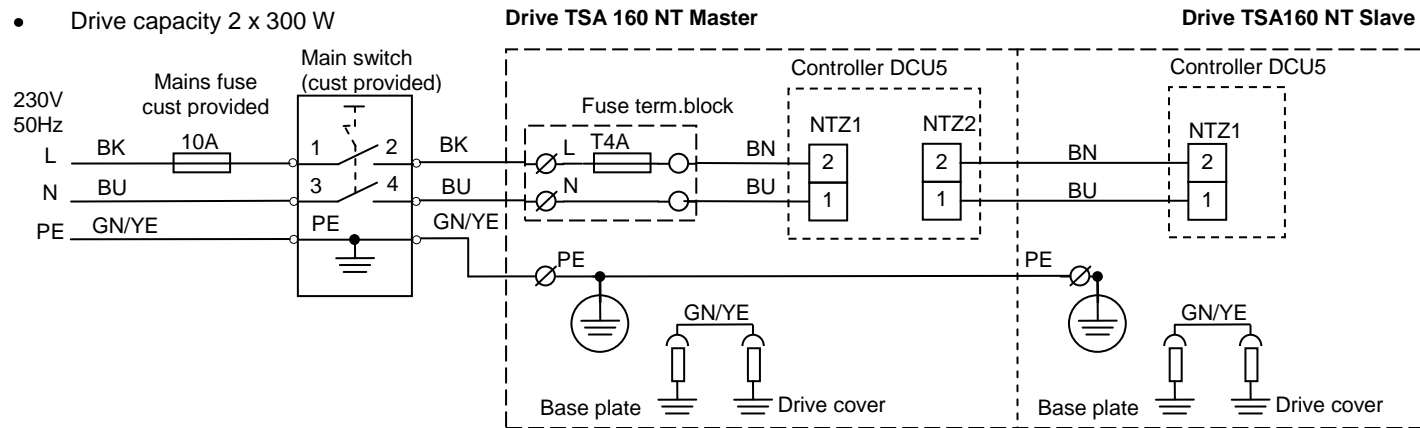 • Drive capacity 2 x 300 W
Drive TSA 160 NT Master
Drive TSA160 NT Slave
Main switch
(cust provided)
Mains fuse
cust provided
230V
50Hz
Controller DCU5
Controller DCU5
Fuse term.block
NTZ1
NTZ2
NTZ1
L BK 10A 1 2 BK L T4A BN 2 2 BN 2
N BU 3 4 BU N BU 1 1 BU 1
PE GN/YE PE GN/YE
PE
PE
GN/YE
GN/YE
Base plate
Drive cover
Base plate
Drive cover